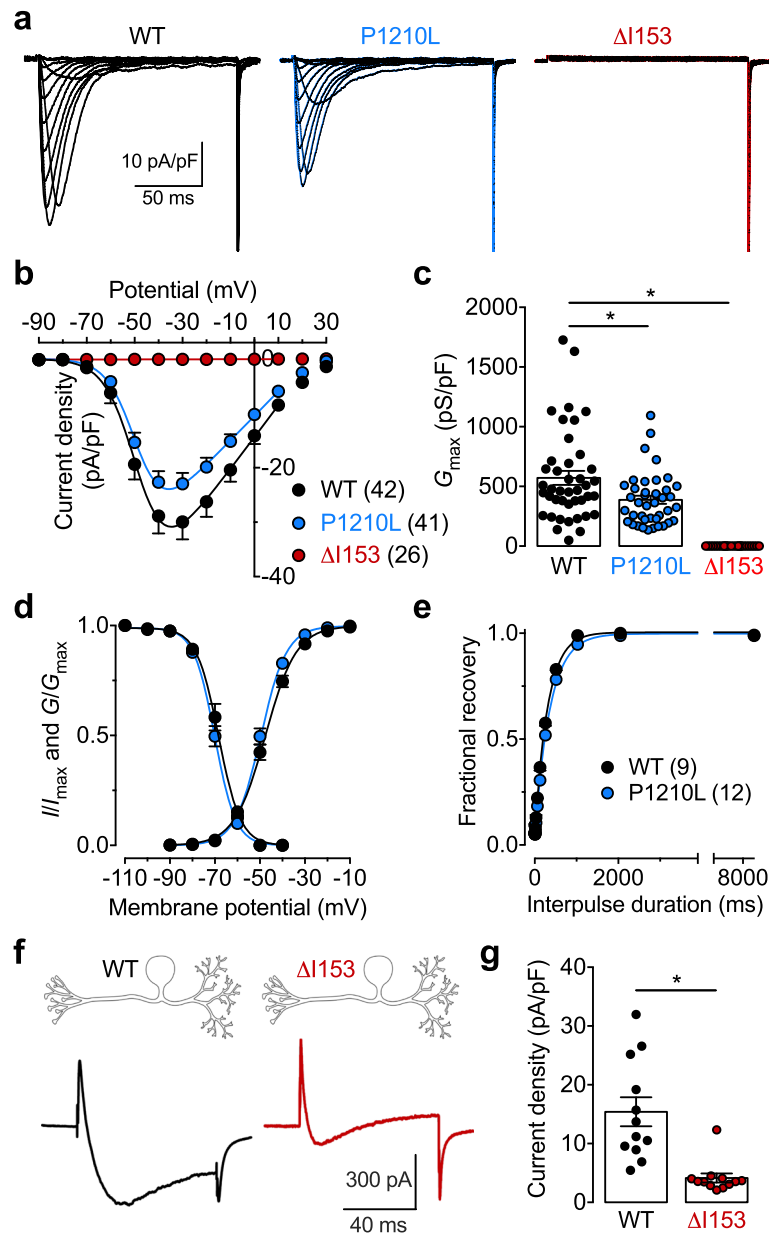 a
WT
P1210L
ΔI153
10 pA/pF
50 ms
b
Potential (mV)
-90 -70 -50 -30 -10 10 30
0
-20
-40
Current density
(pA/pF)
WT (42)
P1210L (41)
ΔI153 (26)
c
*
*
2000
1500
1000
500
0
Gmax (pS/pF)
WT
P1210L
ΔI153
d
1.0
0.5
0.0
I/Imax and G/Gmax
-110 -90 -70 -50 -30 -10
Membrane potential (mV)
e
1.0
0.5
0.0
Fractional recovery
WT (9)
P1210L (12)
0 2000 8000
Interpulse duration (ms)
f
WT
ΔI153
300 pA
40 ms
g
*
40
30
20
10
0
Current density (pA/pF)
WT
ΔI153